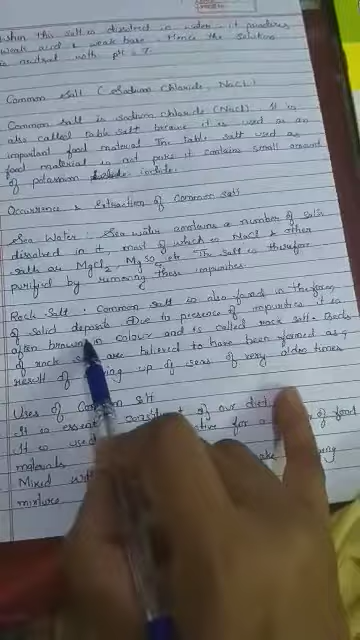 When this salt is dissolved in water, it produces
weak acid & weak base. Hence the solution
is neutral with pH = 7.
Common Salt (Sodium Chloride, NaCl)
Common salt is sodium chloride (NaCl). It is
also called table salt because it is used as an
important food material The table salt used as
food material is not pure it contains small amount
of potassium iodide.
Occurrence & Extraction of Common Salt
Sea Water : Sea water contains a number of salts
dissolved in it, most of which is NaCl & other
salts as MgCl2, MgSO4 etc. The salt is therefore
purified by removing these impurities.
Rock Salt : Common salt is also found in the form
of solid deposits Due to presence of impurities it is
often brown in colour and is called rock salt. Beds
of rock are believed to have been formed as a
result of up of seas of very olden times
Uses of Common Salt
It is essential constituent of our diet
It is used for a of food
materials
Mixed
mixture